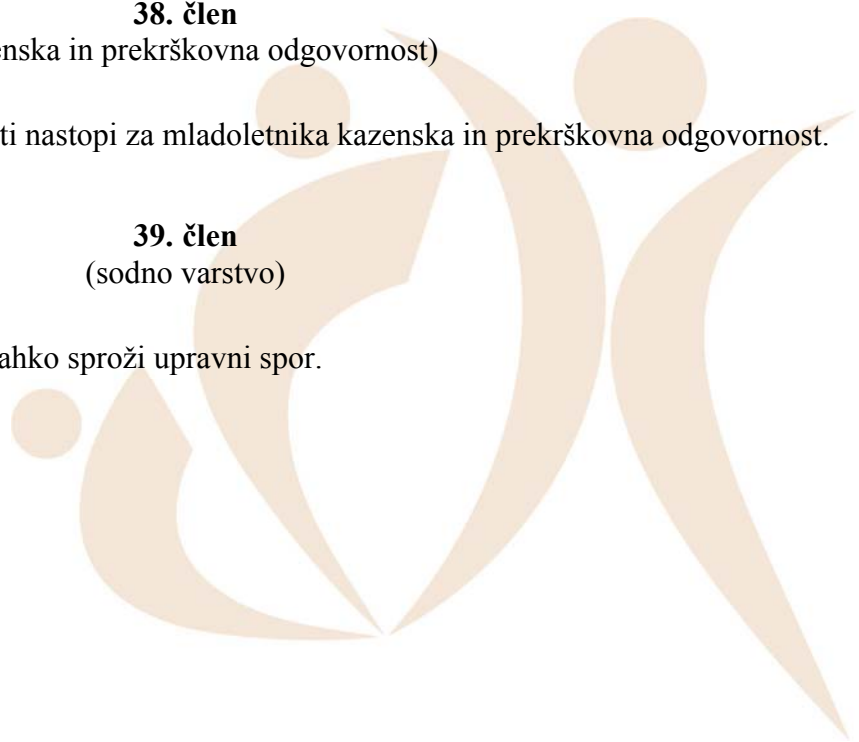 38. člen
enska in prekrškovna odgovornost)
ti nastopi za mladoletnika kazenska in prekrškovna odgovornost.
39. člen
(sodno varstvo)
ahko sproži upravni spor.